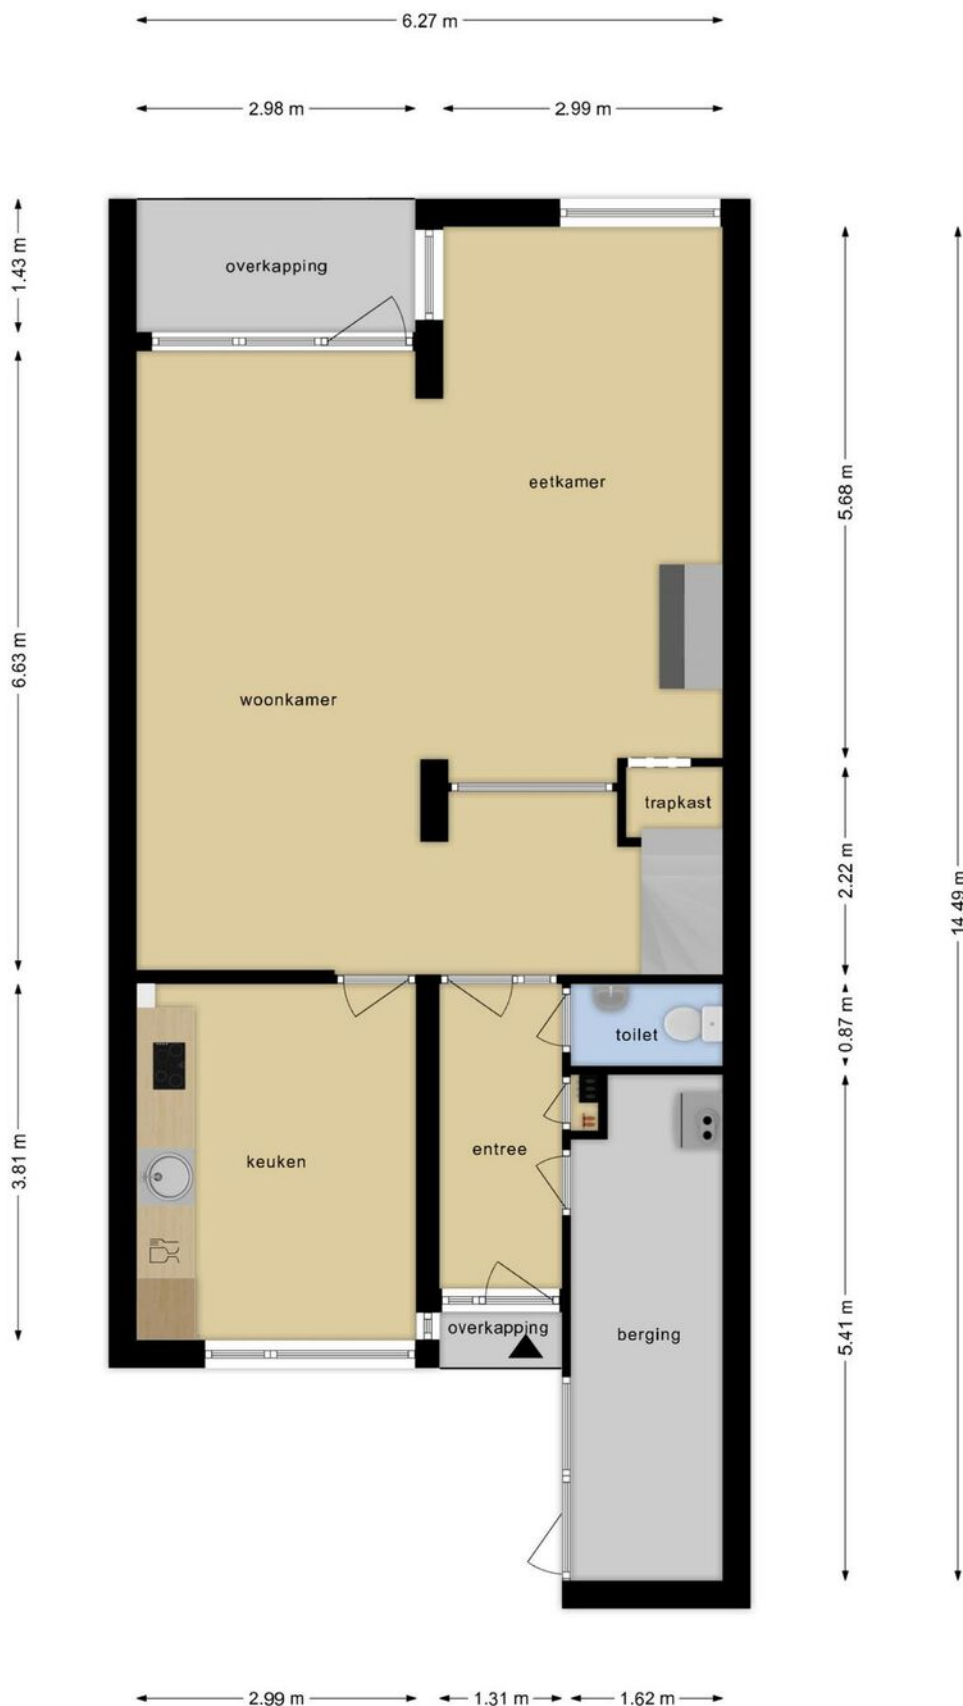 6.27 m
2.98 m
2.99 m
1.43 m
overkapping
eetkamer
5.68 m
6.63 m
woonkamer
trapkast
2.22 m
14.49 m
toilet
0.87 m
entree
keuken
3.81 m
overkapping
berging
5.41 m
2.99 m
1.31 m
1.62 m